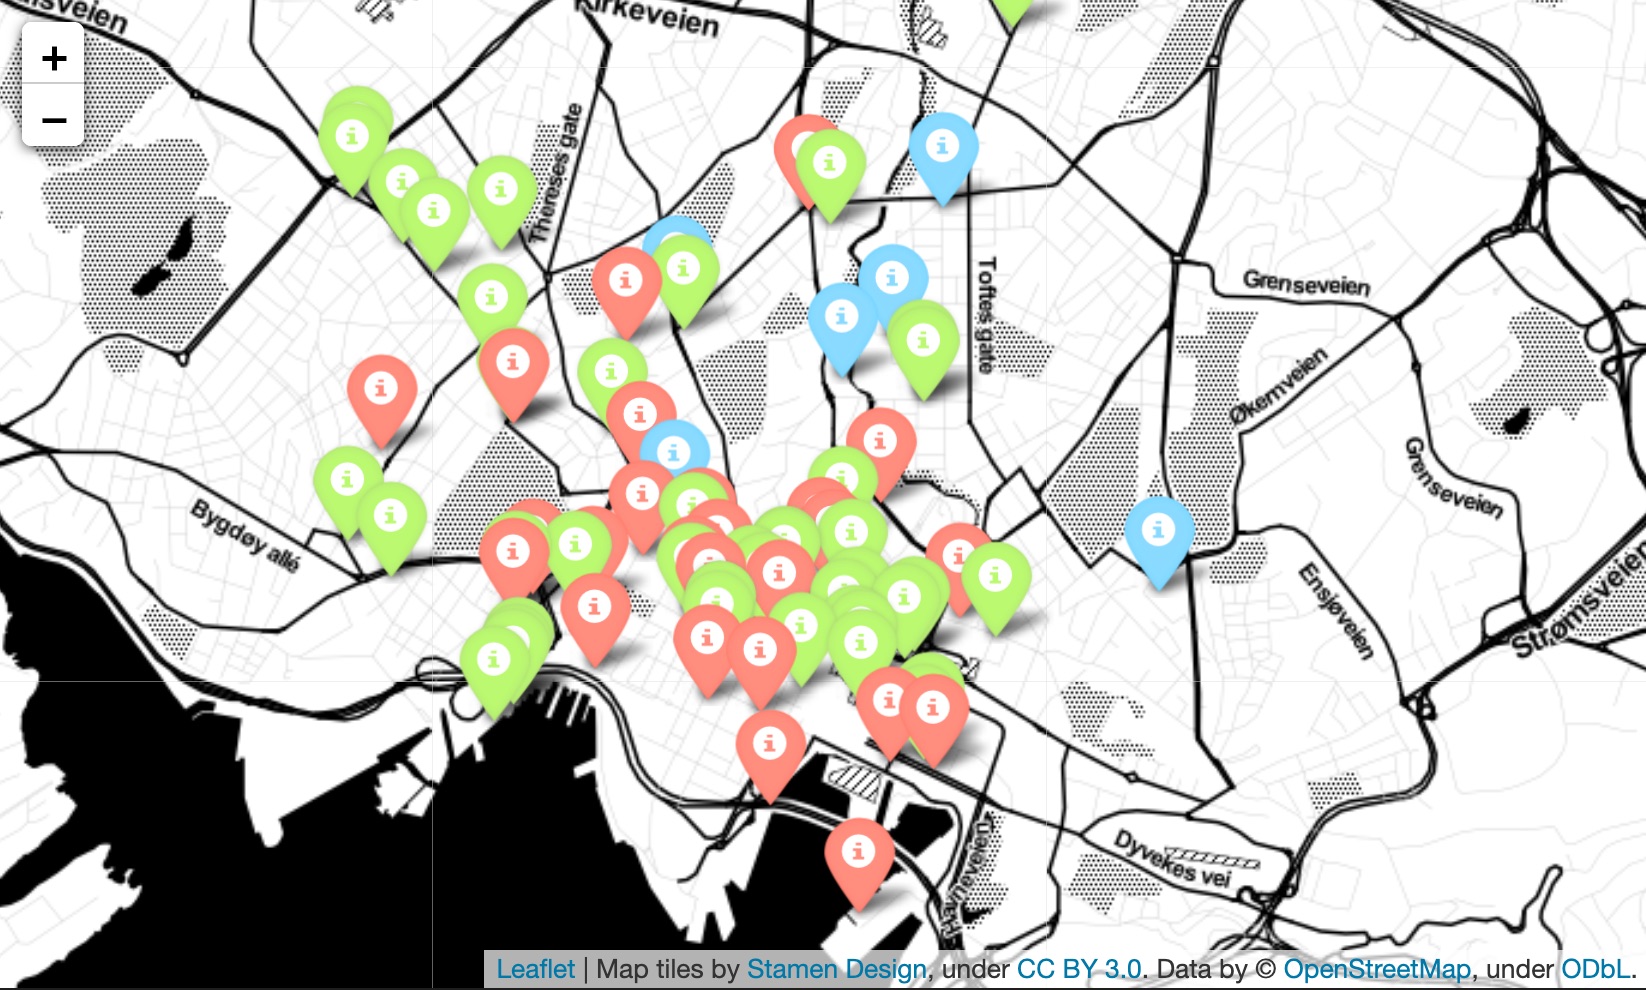 Kirkeveien
+
−
Thereses gate
Toftes gate
Grenseveien
Økernveien
Grenseveien
Bygdøy allé
Ensjøveien
Strømsveien
Dyvekes vei
Leaflet | Map tiles by Stamen Design, under CC BY 3.0. Data by © OpenStreetMap, under ODbL.